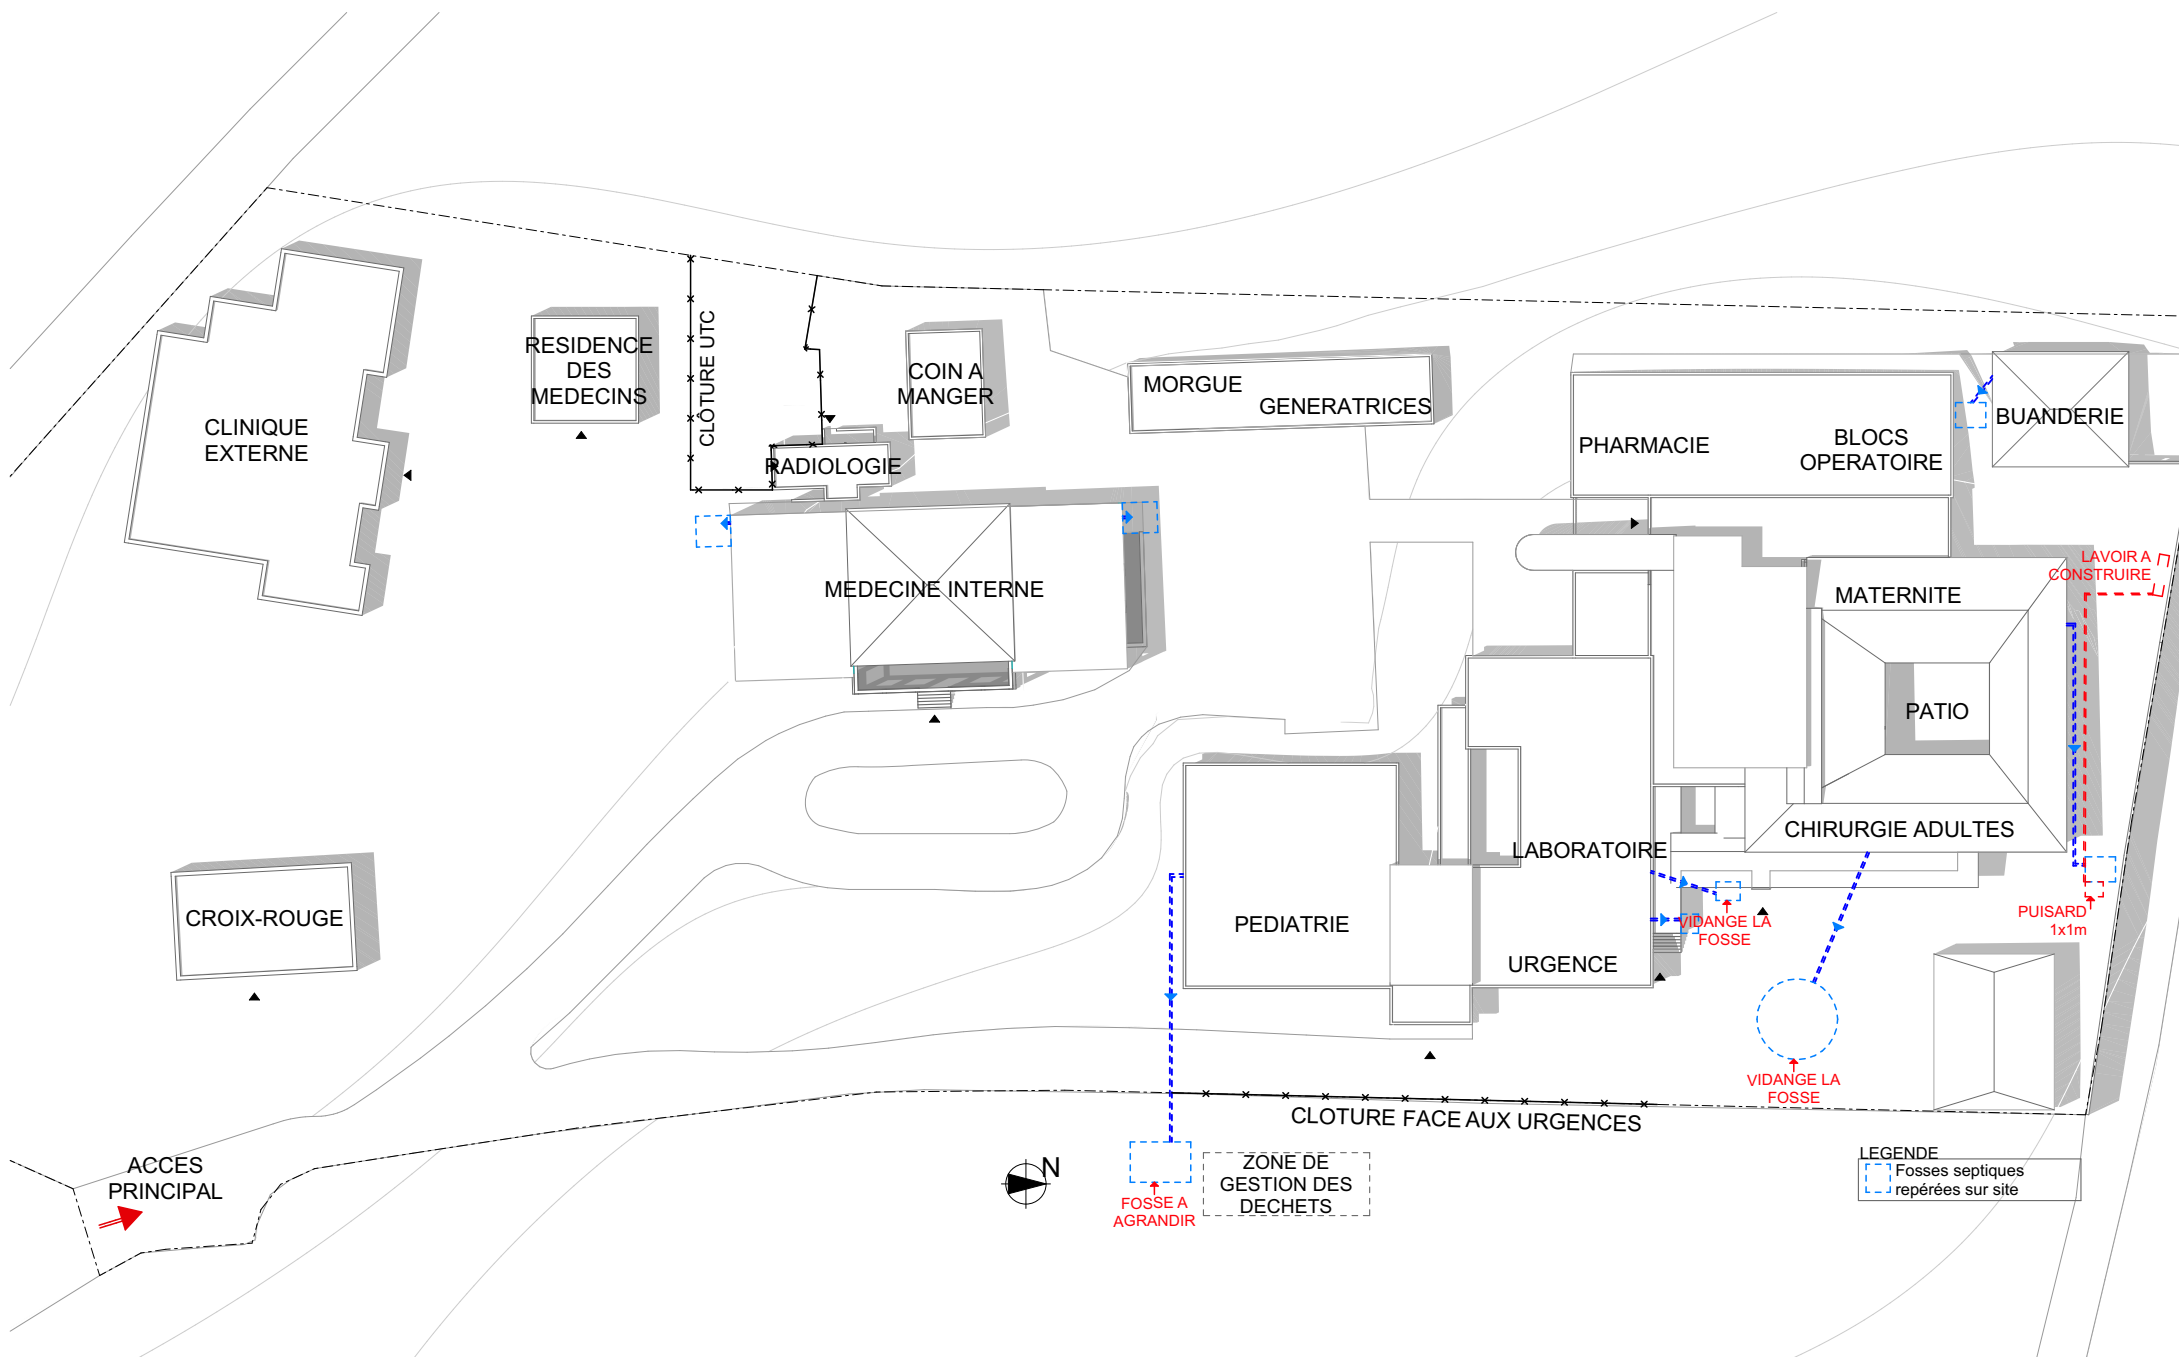 CLINIQUE
EXTERNE
RESIDENCE
DES
MEDECINS
CLÔTURE UTC
COIN A
MANGER
RADIOLOGIE
MORGUE
GENERATRICES
PHARMACIE
BLOCS
OPERATOIRE
BUANDERIE
MEDECINE INTERNE
LAVOIR A
CONSTRUIRE
MATERNITE
PATIO
CHIRURGIE ADULTES
LABORATOIRE
CROIX-ROUGE
PEDIATRIE
URGENCE
VIDANGE LA
FOSSE
PUISARD
1x1m
VIDANGE LA
FOSSE
CLOTURE FACE AUX URGENCES
ACCES
PRINCIPAL
N
FOSSE A
AGRANDIR
ZONE DE
GESTION DES
DECHETS
LEGENDE
Fosses septiques
repérées sur site